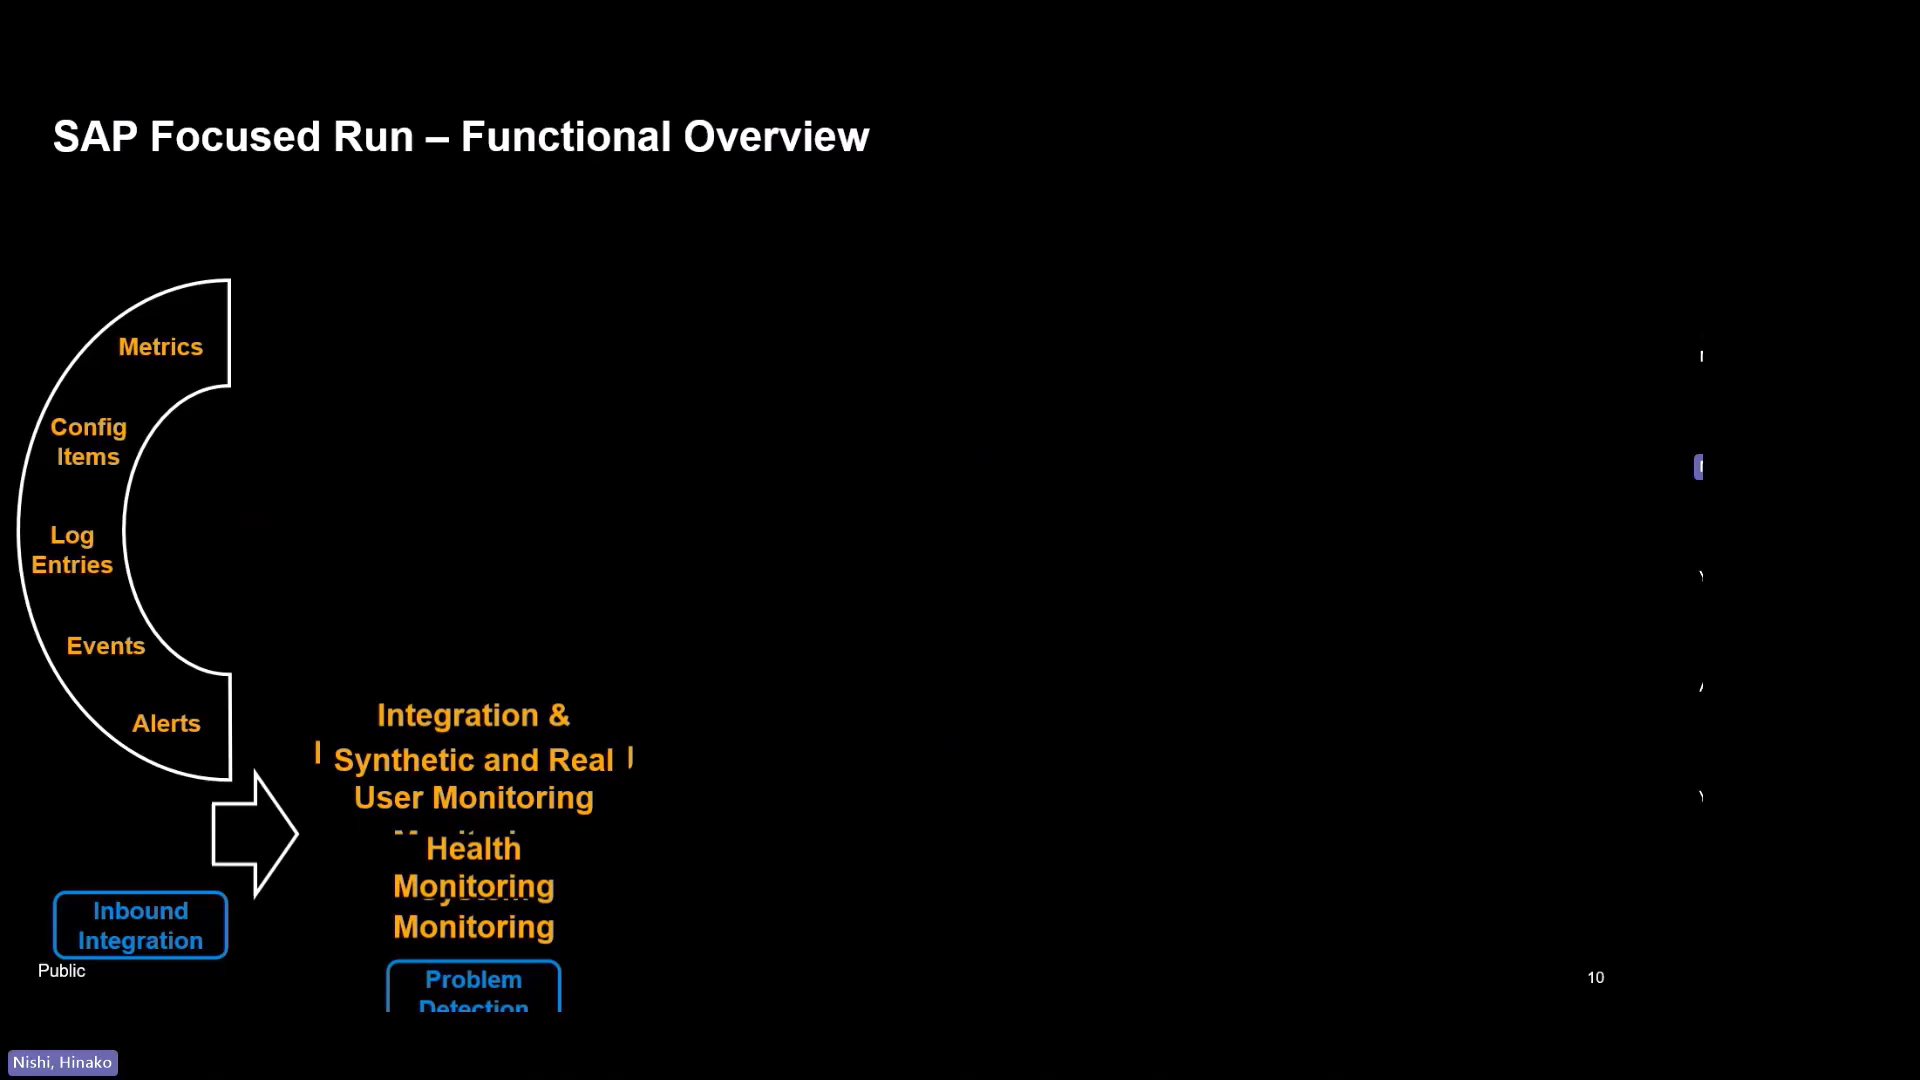 SAP Focused Run – Functional Overview
Metrics
Config
Items
Log
Entries
Events
Alerts
Inbound
Integration
Integration &
Synthetic and Real
User Monitoring
Health
Monitoring
Monitoring
Problem
Detection
Public
10
Nishi, Hinako